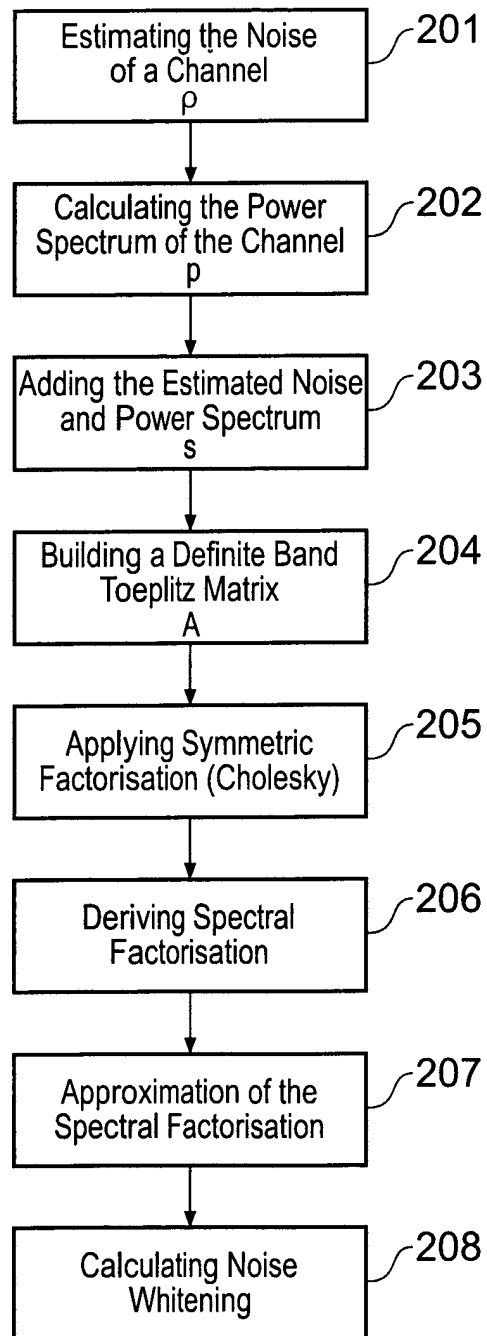 Estimating the Noise
of a Channel
ρ
201
Calculating the Power
Spectrum of the Channel
p
202
Adding the Estimated Noise
and Power Spectrum
s
203
Building a Definite Band
Toeplitz Matrix
A
204
Applying Symmetric
Factorisation (Cholesky)
205
Deriving Spectral
Factorisation
206
Approximation of the
Spectral Factorisation
207
Calculating Noise
Whitening
208